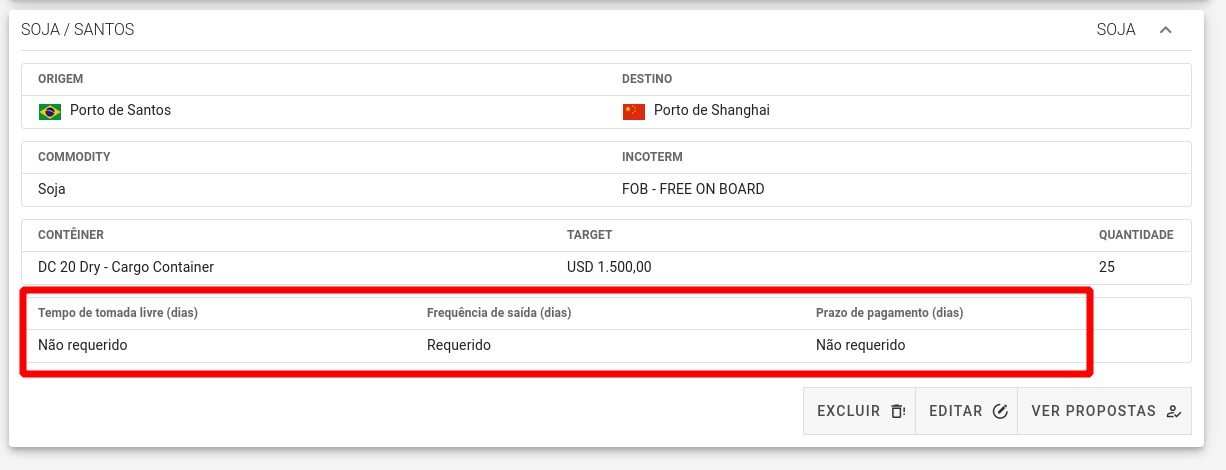 SOJA / SANTOS SOJA
ORIGEM DESTINO
Porto de Santos Porto de Shanghai
COMMODITY INCOTERM
Soja FOB - FREE ON BOARD
CONTÊINER TARGET QUANTIDADE
DC 20 Dry - Cargo Container USD 1.500,00 25
Tempo de tomada livre (dias) Frequência de saída (dias) Prazo de pagamento (dias)
Não requerido Requerido Não requerido
EXCLUIR EDITAR VER PROPOSTAS